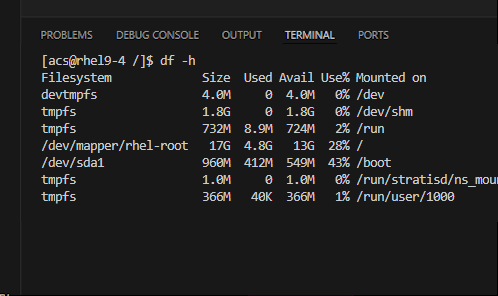 PROBLEMS DEBUG CONSOLE OUTPUT TERMINAL PORTS
[acs@rhel9-4 /]$ df -h
Filesystem Size Used Avail Use% Mounted on
devtmpfs 4.0M 0 4.0M 0% /dev
tmpfs 1.8G 0 1.8G 0% /dev/shm
tmpfs 732M 8.9M 724M 2% /run
/dev/mapper/rhel-root 17G 4.8G 13G 28% /
/dev/sda1 960M 412M 549M 43% /boot
tmpfs 1.0M 0 1.0M 0% /run/stratisd/ns_mou
tmpfs 366M 40K 366M 1% /run/user/1000